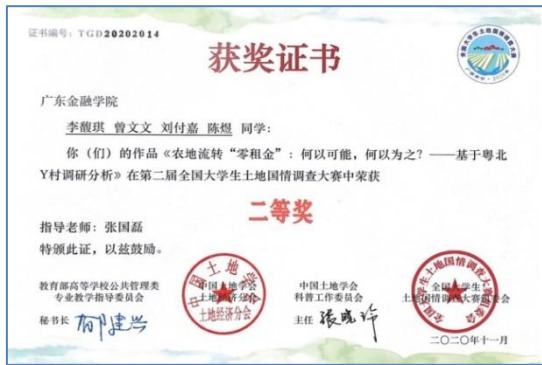 证书编号：TGD20202014
获奖证书
广东金融学院
李馥琪 曾文文 刘付嘉 陈煜 同学：
你（们）的作品《农地流转“零租金”：何以可能，何以为之？——基于粤北
Y村调研分析》在第二届全国大学生土地国情调查大赛中荣获
二等奖
指导老师：张国磊
特颁此证，以兹鼓励。
教育部高等学校公共管理类
专业教学指导委员会
秘书长
中国土地学会
土地经济分会
中国土地学会
科普工作委员会
主任
全国大学生
土地国情调查大赛组委会
二〇二〇年十一月